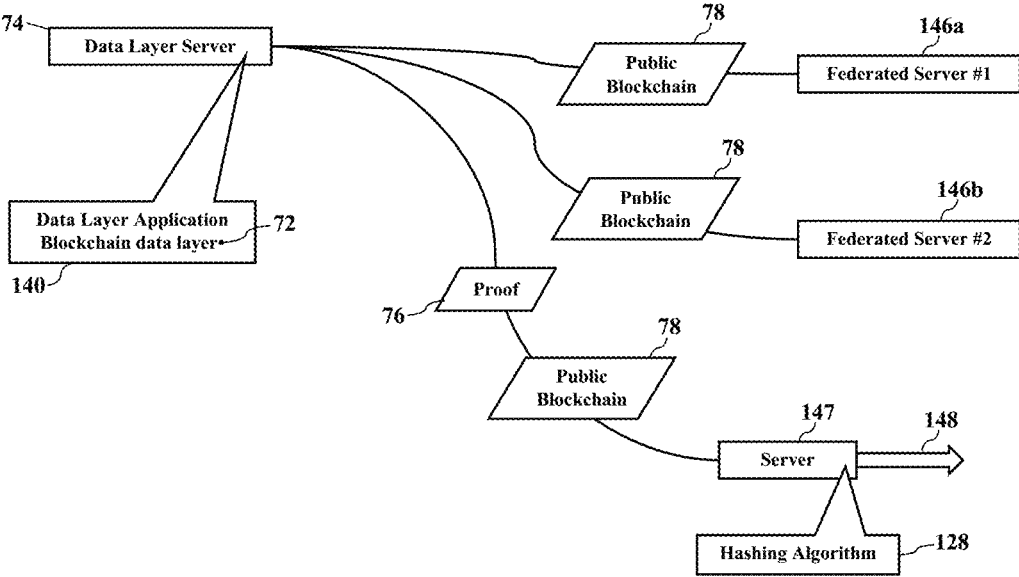 74
Data Layer Server
78
Public
Blockchain
146a
Federated Server #1
78
Public
Blockchain
146b
Federated Server #2
Data Layer Application
Blockchain data layer
72
140
Proof
76
78
Public
Blockchain
147
Server
148
Hashing Algorithm
128